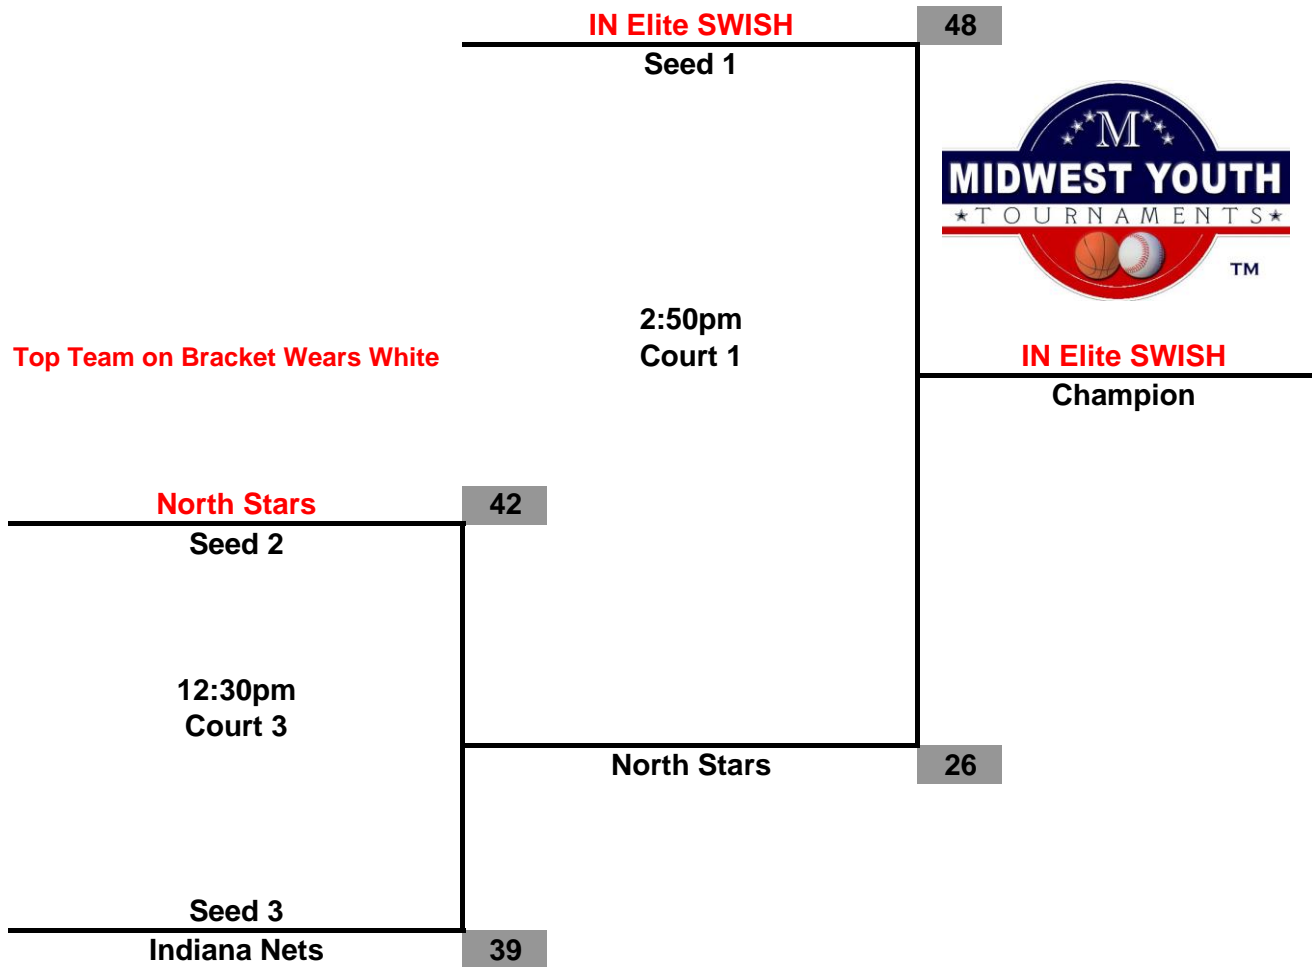 IN Elite SWISH 48
Seed 1
M
MIDWEST YOUTH
★TOURNAMENTS★
TM
2:50pm
Top Team on Bracket Wears White Court 1 IN Elite SWISH
Champion
North Stars 42
Seed 2
12:30pm
Court 3
North Stars 26
Seed 3
Indiana Nets 39